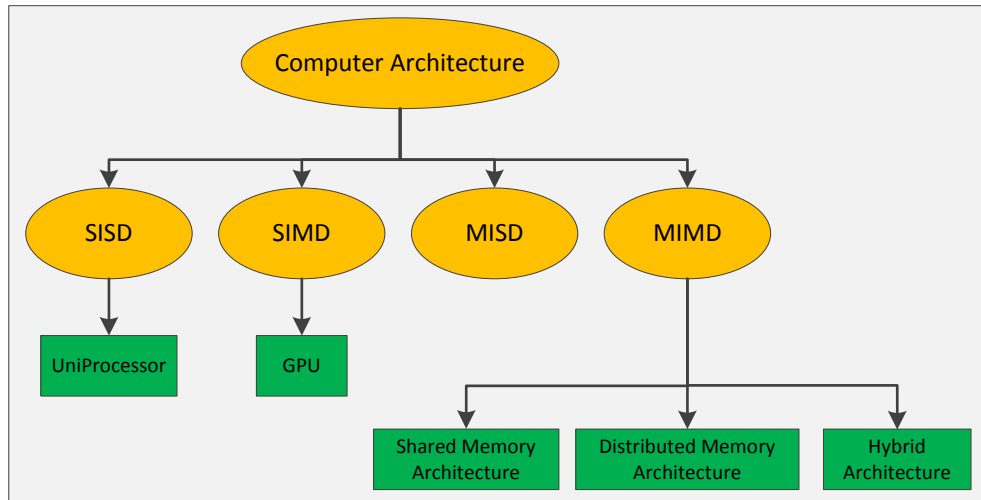 Computer Architecture
SISD
SIMD
MISD
MIMD
UniProcessor
GPU
Shared Memory
Architecture
Distributed Memory
Architecture
Hybrid
Architecture